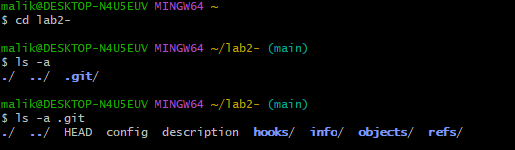 malik@DESKTOP-N4U5EUV MINGW64 ~
$ cd lab2-
malik@DESKTOP-N4U5EUV MINGW64 ~/lab2- (main)
$ ls -a
./  ../  .git/
malik@DESKTOP-N4U5EUV MINGW64 ~/lab2- (main)
$ ls -a .git
./  ../  HEAD  config  description  hooks/  info/  objects/  refs/